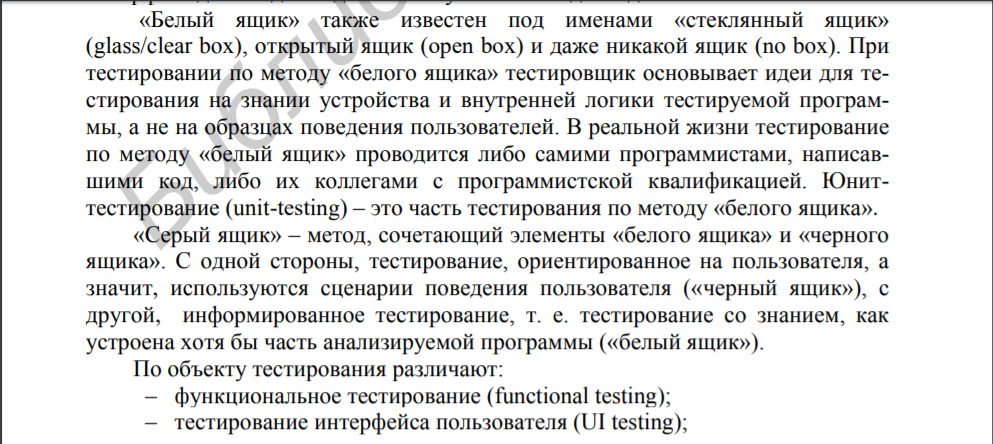 «Белый ящик» также известен под именами «стеклянный ящик»
(glass/clear box), открытый ящик (open box) и даже никакой ящик (no box). При
тестировании по методу «белого ящика» тестировщик основывает идеи для те-
стирования на знании устройства и внутренней логики тестируемой програм-
мы, а не на образцах поведения пользователей. В реальной жизни тестирование
по методу «белый ящик» проводится либо самими программистами, написав-
шими код, либо их коллегами с программистской квалификацией. Юнит-
тестирование (unit-testing) – это часть тестирования по методу «белого ящика».
«Серый ящик» – метод, сочетающий элементы «белого ящика» и «черного
ящика». С одной стороны, тестирование, ориентированное на пользователя, а
значит, используются сценарии поведения пользователя («черный ящик»), с
другой, информированное тестирование, т. е. тестирование со знанием, как
устроена хотя бы часть анализируемой программы («белый ящик»).
По объекту тестирования различают:
– функциональное тестирование (functional testing);
– тестирование интерфейса пользователя (UI testing);